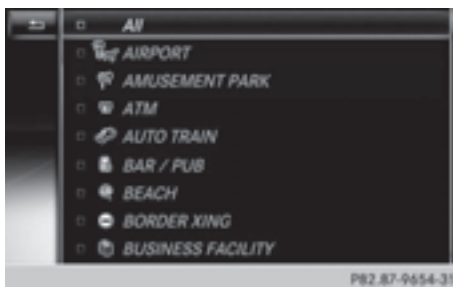 All
AIRPORT
AMUSEMENT PARK
ATM
AUTO TRAIN
BAR / PUB
BEACH
BORDER XING
BUSINESS FACILITY
P82.87-9654-31